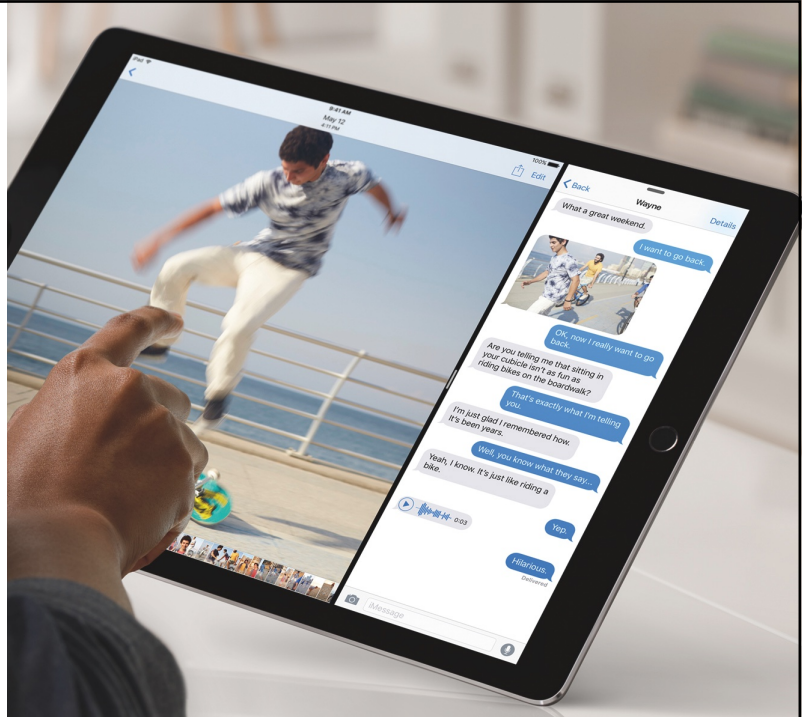 iPad
9:41 AM
100%
May 12
4:11 PM
Edit
Back
Wayne
Details
What a great weekend.
I want to go back.
OK, now I really want to go
back.
Are you telling me that sitting in
your cubicle isn't as fun as
riding bikes on the boardwalk?
That's exactly what I'm telling
you.
I'm just glad I remembered how.
It's been years.
Well, you know what they say...
Yeah, I know. It's just like riding a
bike.
0:03
Yep.
Hilarious.
Delivered
iMessage